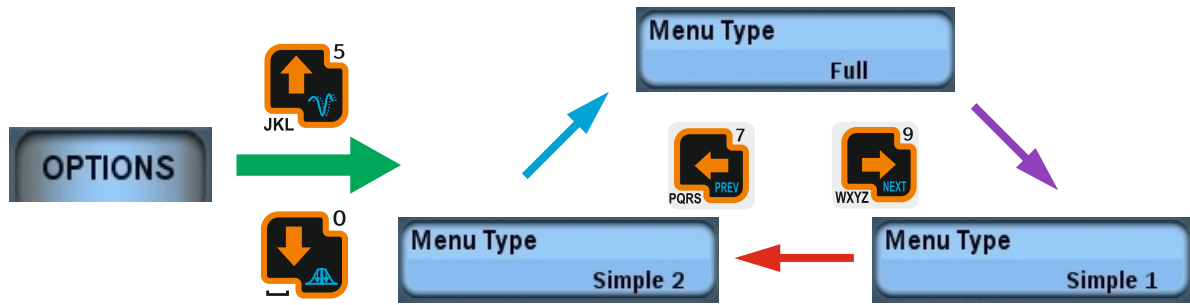 OPTIONS
5
JKL
0
Menu Type
Full
7
PQRS PREV
9
WXYZ NEXT
Menu Type
Simple 2
Menu Type
Simple 1